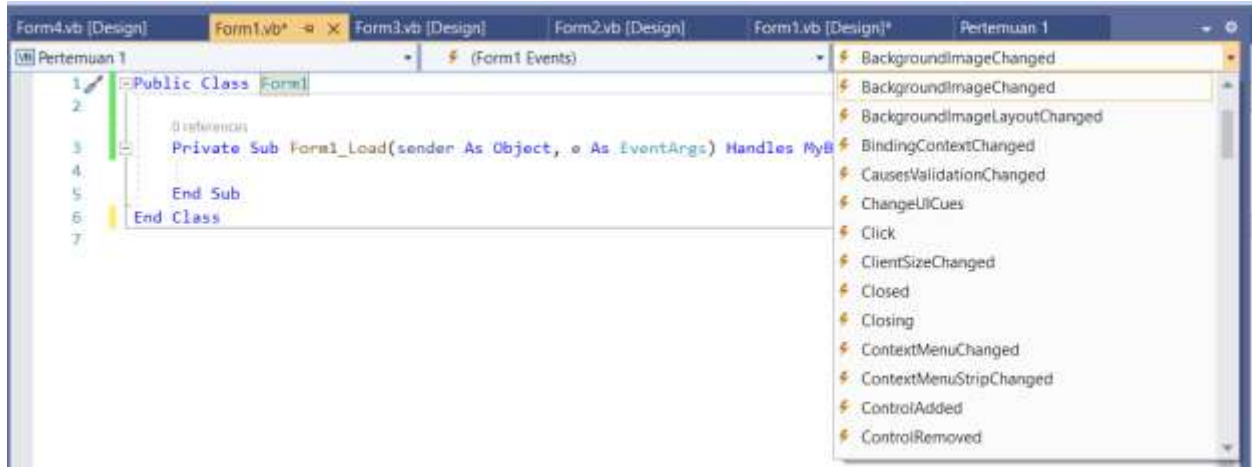 Form4.vb [Design] Form1.vb* Form3.vb [Design] Form2.vb [Design] Form1.vb [Design]* Pertemuan 1
VB Pertemuan 1 (Form1 Events) BackgroundImageChanged
1 Public Class Form1
2
0 references
3 Private Sub Form1_Load(sender As Object, e As EventArgs) Handles MyB
4
5 End Sub
6 End Class
7
BackgroundImageChanged
BackgroundImageLayoutChanged
BindingContextChanged
CausesValidationChanged
ChangeUICues
Click
ClientSizeChanged
Closed
Closing
ContextMenuChanged
ContextMenuStripChanged
ControlAdded
ControlRemoved